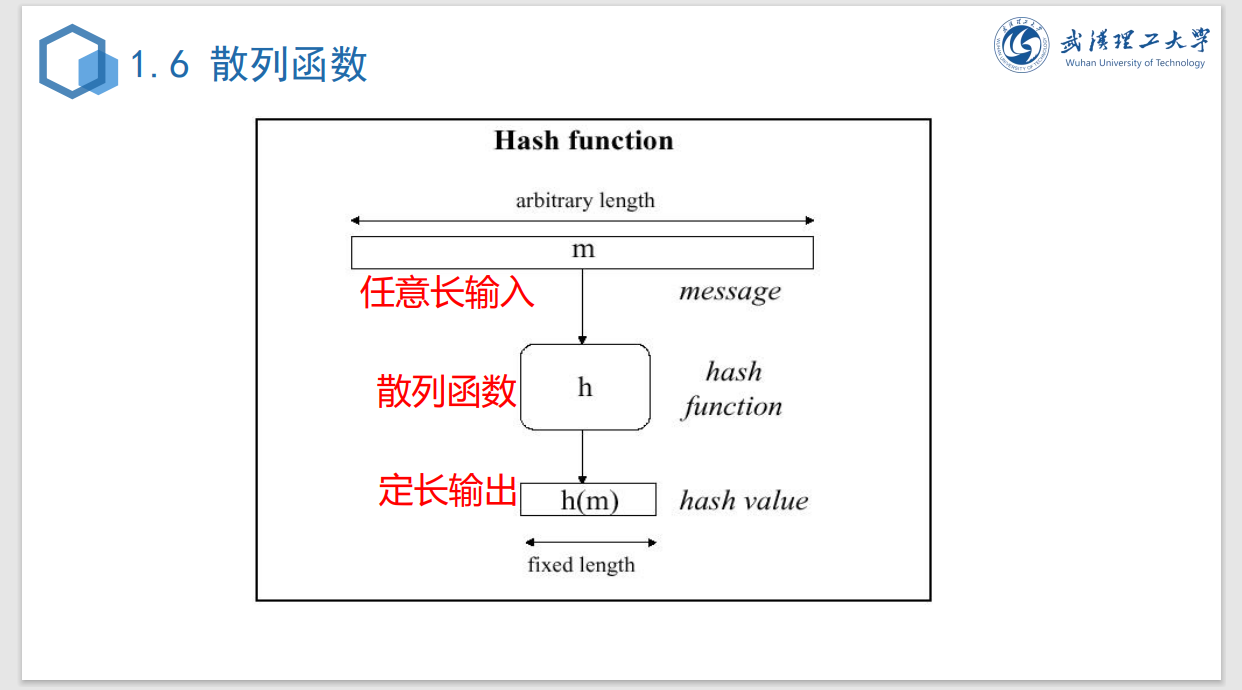 1.6 散列函数
武汉理工大学
Wuhan University of Technology
Hash function
arbitrary length
m
任意长输入
message
散列函数
h
hash
function
定长输出
h(m)
hash value
fixed length